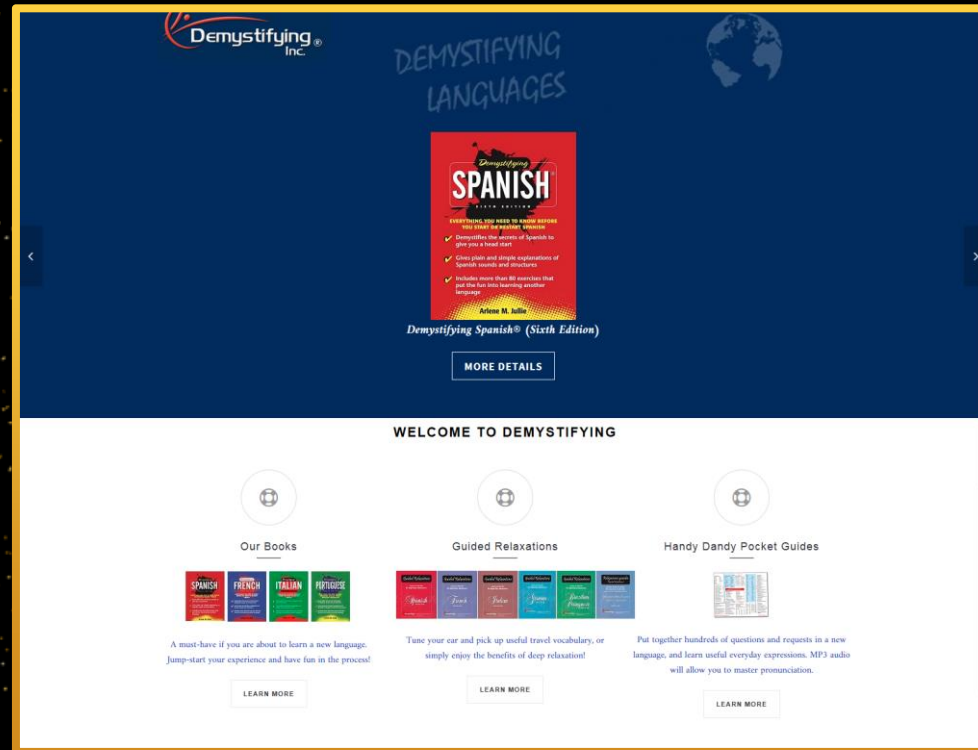 Demystifying ®
Inc.
DEMYSTIFYING
LANGUAGES
Demystifying
SPANISH®
SIXTH EDITION
EVERYTHING YOU NEED TO KNOW BEFORE
YOU START OR RESTART SPANISH
Demystifies the secrets of Spanish to
give you a head start
Gives plain and simple explanations of
Spanish sounds and structures
Includes more than 80 exercises that
put the fun into learning another
language
Arlene M. Jullie
Demystifying Spanish® (Sixth Edition)
MORE DETAILS
WELCOME TO DEMYSTIFYING
Our Books
SPANISH
FRENCH
ITALIAN
PORTUGUESE
A must-have if you are about to learn a new language.
Jump-start your experience and have fun in the process!
LEARN MORE
Guided Relaxations
Spanish
French
Italian
Tune your ear and pick up useful travel vocabulary, or
simply enjoy the benefits of deep relaxation!
LEARN MORE
Handy Dandy Pocket Guides
Put together hundreds of questions and requests in a new
language, and learn useful everyday expressions. MP3 audio
will allow you to master pronunciation.
LEARN MORE